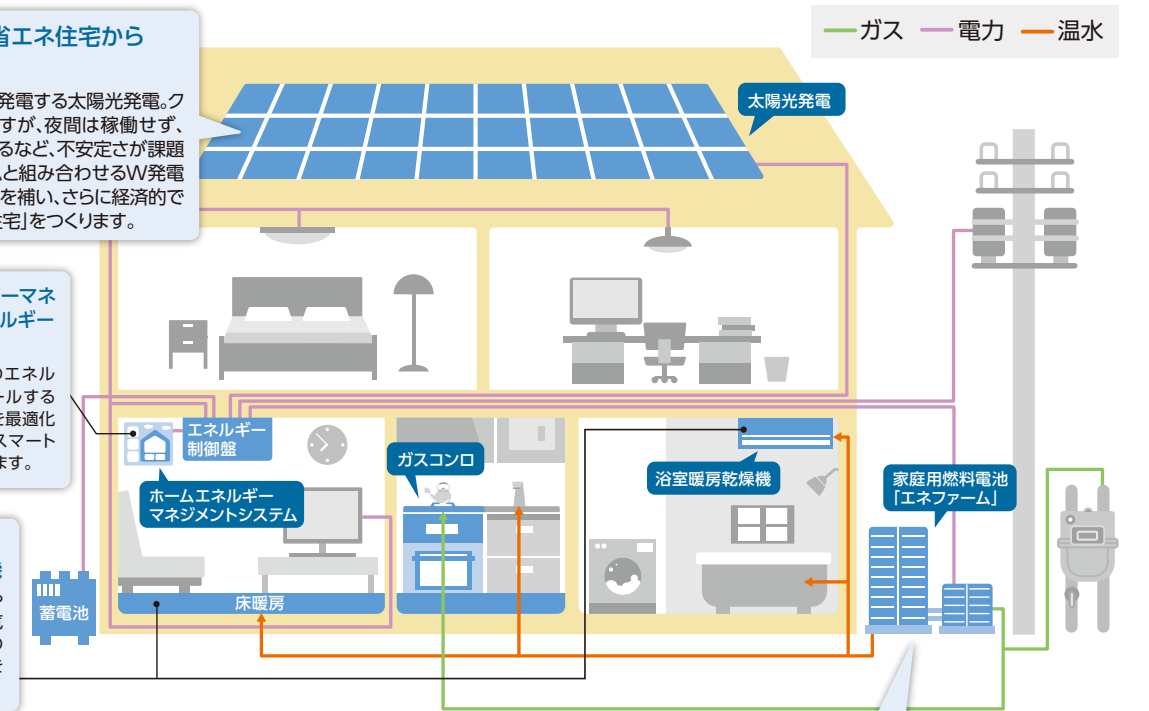 省エネ住宅から
発電する太陽光発電。ク
すが、夜間は稼働せず、
るなど、不安定さが課題
と組み合わせるW発電
を補い、さらに経済的で
住宅」をつくります。
ガス 電力 温水
太陽光発電
ーマネ
ルギー
のエネル
ールする
を最適化
スマート
ます。
エネルギー
制御盤
ホームエネルギー
マネジメントシステム
ガスコンロ
浴室暖房乾燥機
家庭用燃料電池
「エネファーム」
蓄電池
床暖房